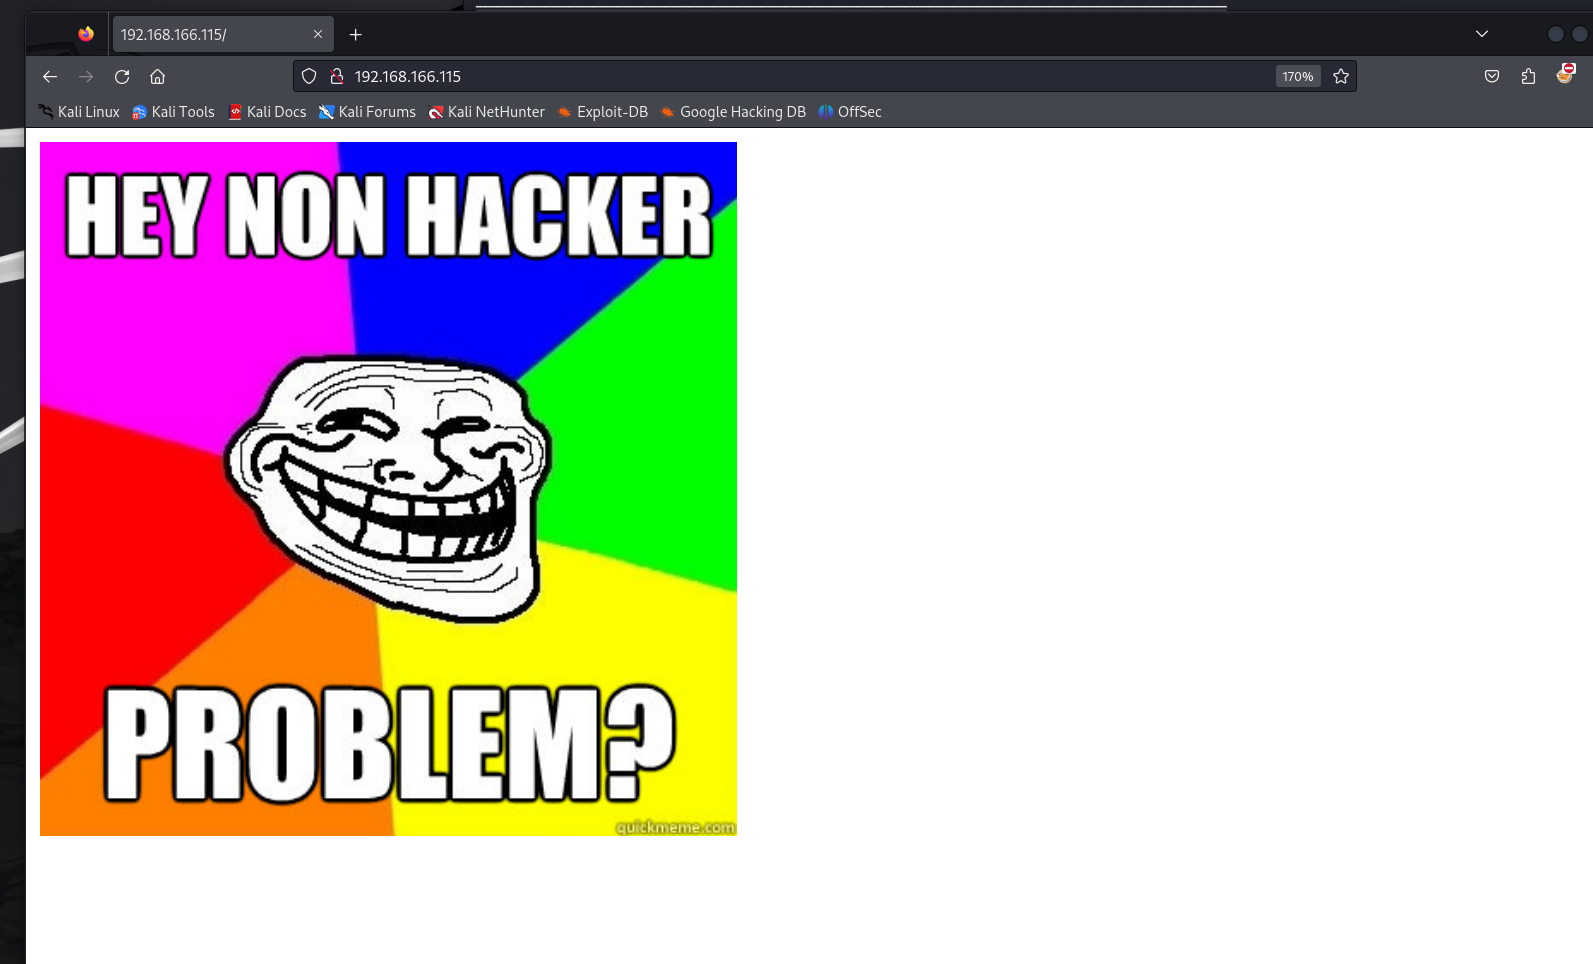 192.168.166.115/
192.168.166.115
170%
Kali Linux Kali Tools Kali Docs Kali Forums Kali NetHunter Exploit-DB Google Hacking DB OffSec
HEY NON HACKER
PROBLEM?
quickmeme.com